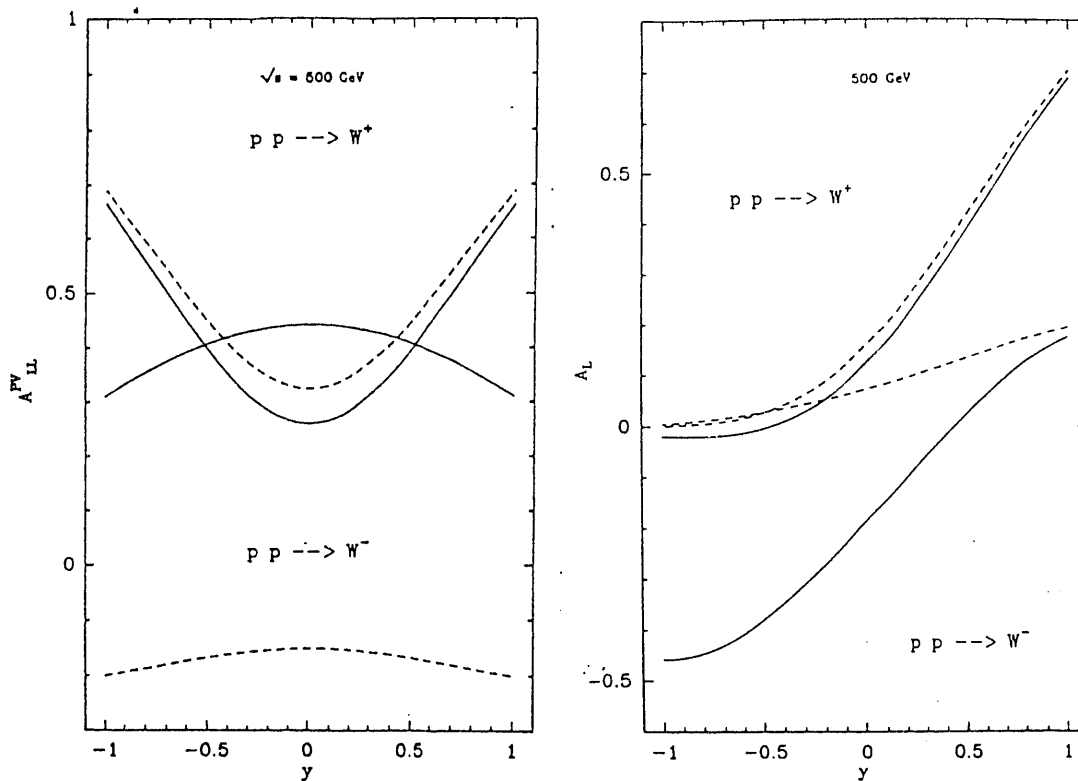 1
0.5
0
A^PV_LL
√s = 500 GeV
p p --> W⁺
p p --> W⁻
-1
-0.5
0
0.5
1
y
0.5
0
-0.5
A_L
500 GeV
p p --> W⁺
p p --> W⁻
-1
-0.5
0
0.5
1
y